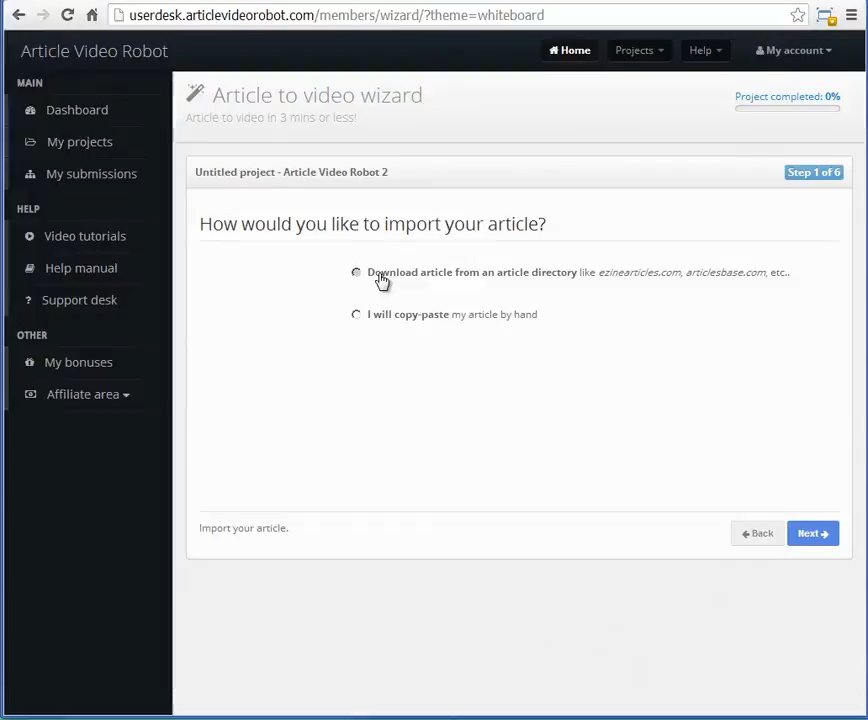 userdesk.articlevideorobot.com/members/wizard/?theme=whiteboard
Article Video Robot
Home
Projects
Help
My account
MAIN
Dashboard
My projects
My submissions
HELP
Video tutorials
Help manual
? Support desk
OTHER
My bonuses
Affiliate area
Article to video wizard
Article to video in 3 mins or less!
Project completed: 0%
Untitled project - Article Video Robot 2
Step 1 of 6
How would you like to import your article?
Download article from an article directory like ezinearticles.com, articlesbase.com, etc..
I will copy-paste my article by hand
Import your article.
Back
Next